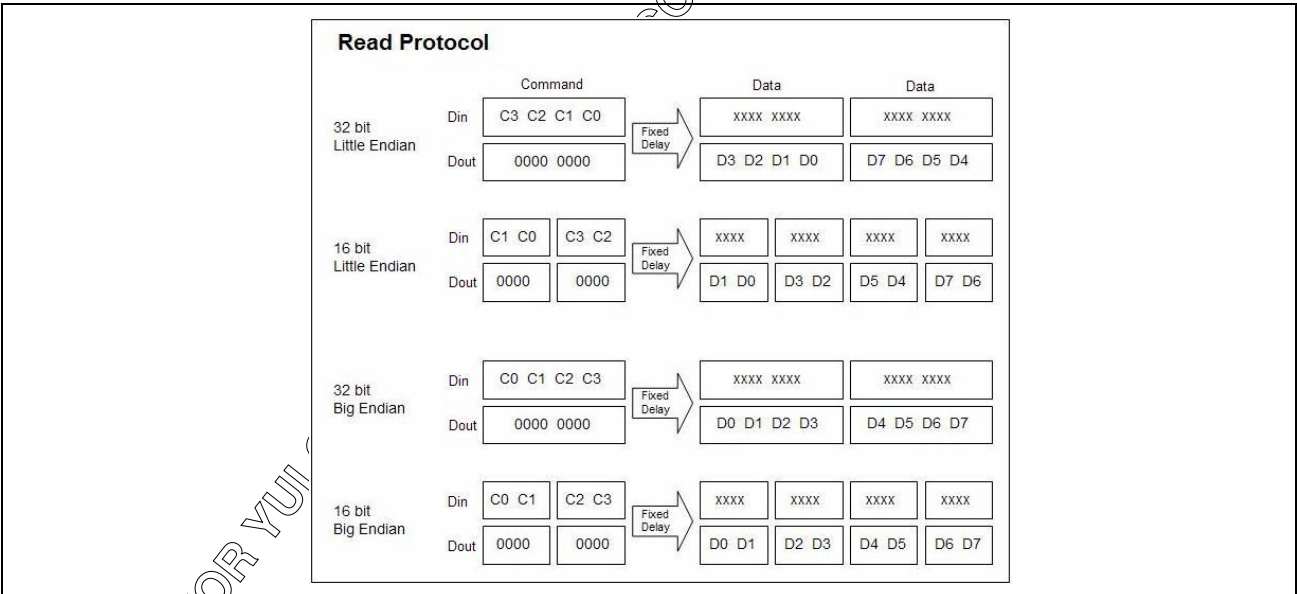 Read Protocol
Command Data Data
32 bit
Little Endian
Din C3 C2 C1 C0 Fixed Delay XXXX XXXX XXXX XXXX
Dout 0000 0000 D3 D2 D1 D0 D7 D6 D5 D4
16 bit
Little Endian
Din C1 C0 C3 C2 Fixed Delay XXXX XXXX XXXX XXXX
Dout 0000 0000 D1 D0 D3 D2 D5 D4 D7 D6
32 bit
Big Endian
Din C0 C1 C2 C3 Fixed Delay XXXX XXXX XXXX XXXX
Dout 0000 0000 D0 D1 D2 D3 D4 D5 D6 D7
16 bit
Big Endian
Din C0 C1 C2 C3 Fixed Delay XXXX XXXX XXXX XXXX
Dout 0000 0000 D0 D1 D2 D3 D4 D5 D6 D7